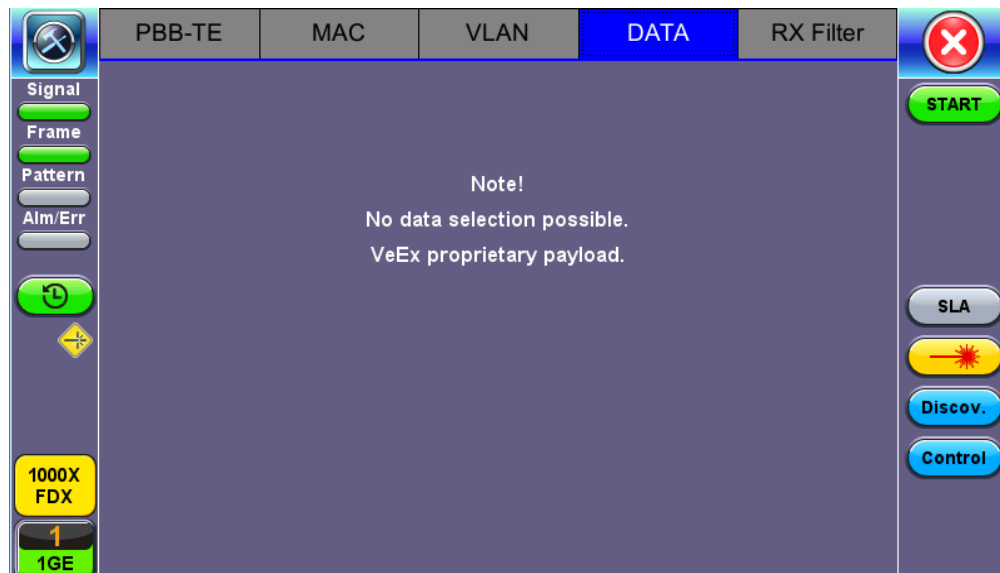 PBB-TE MAC VLAN DATA RX Filter
Signal
Frame
Pattern
Alm/Err
1000X
FDX
1
1GE
Note!
No data selection possible.
VeEx proprietary payload.
START
SLA
Discov.
Control